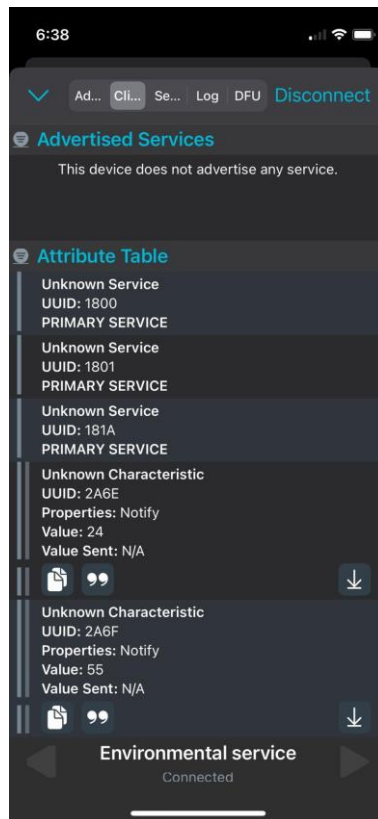 6:38
Ad... Cli... Se... Log DFU Disconnect
Advertised Services
This device does not advertise any service.
Attribute Table
Unknown Service
UUID: 1800
PRIMARY SERVICE
Unknown Service
UUID: 1801
PRIMARY SERVICE
Unknown Service
UUID: 181A
PRIMARY SERVICE
Unknown Characteristic
UUID: 2A6E
Properties: Notify
Value: 24
Value Sent: N/A
Unknown Characteristic
UUID: 2A6F
Properties: Notify
Value: 55
Value Sent: N/A
Environmental service
Connected